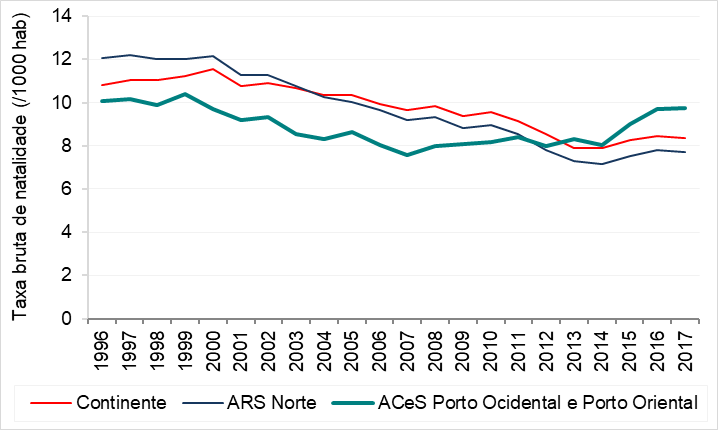 Taxa bruta de natalidade (/1000 hab)
14
12
10
8
6
4
2
0
1996 1997 1998 1999 2000 2001 2002 2003 2004 2005 2006 2007 2008 2009 2010 2011 2012 2013 2014 2015 2016 2017
Continente ARS Norte ACeS Porto Ocidental e Porto Oriental